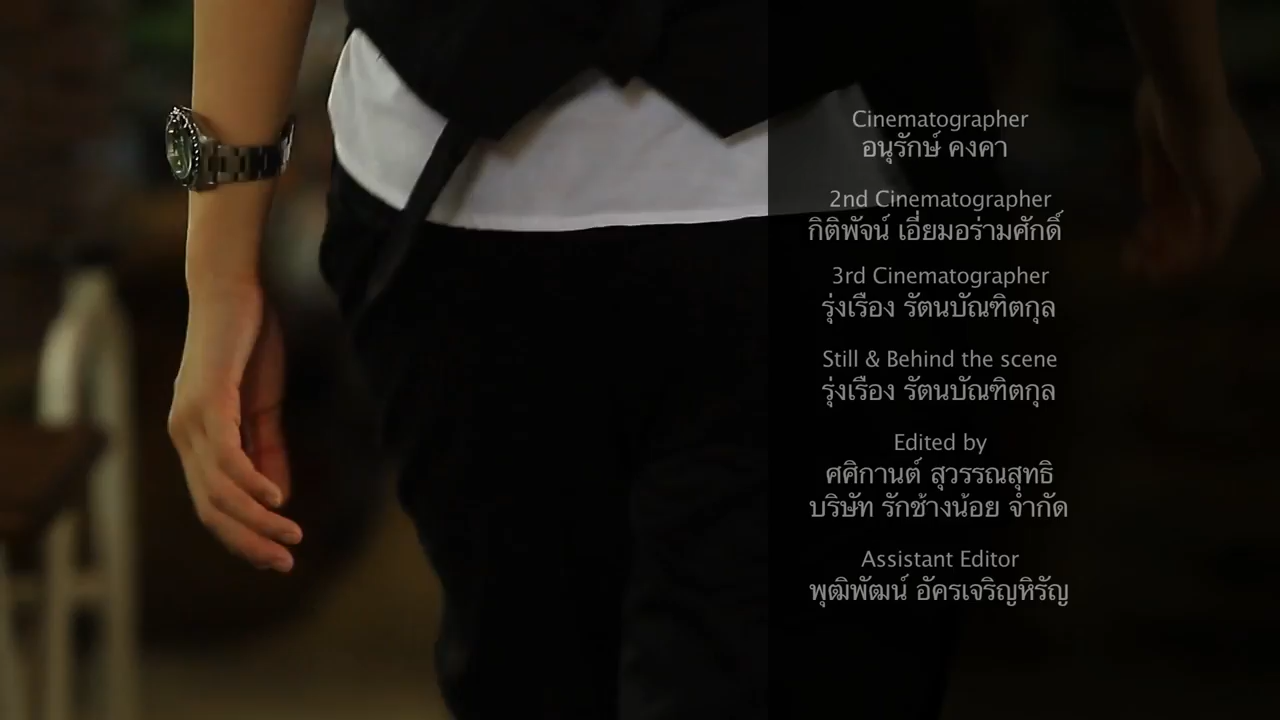 Cinematographer
อนุรักษ์ คงคา
2nd Cinematographer
กิติพัจน์ เอี่ยมอร่ามศักดิ์
3rd Cinematographer
รุ่งเรือง รัตนบัณฑิตกุล
Still & Behind the scene
รุ่งเรือง รัตนบัณฑิตกุล
Edited by
ศศิกานต์ สุวรรณสุทธิ
บริษัท รักช้างน้อย จำกัด
Assistant Editor
พุฒิพัฒน์ อัครเจริญหิรัญ